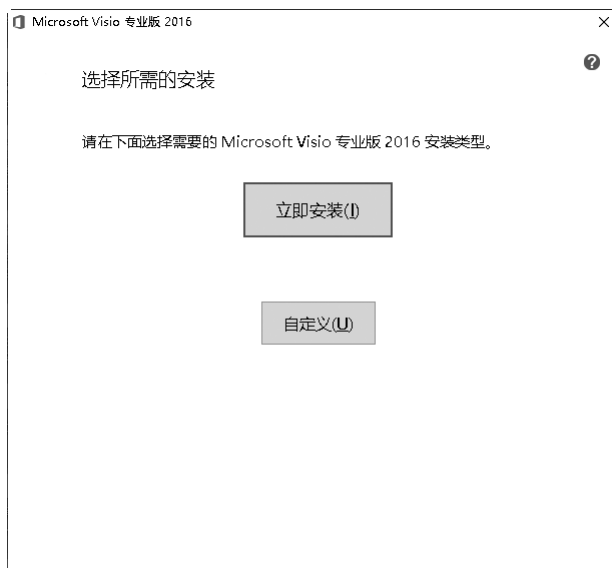 Microsoft Visio 专业版 2016
选择所需的安装
请在下面选择需要的 Microsoft Visio 专业版 2016 安装类型。
立即安装(I)
自定义(U)